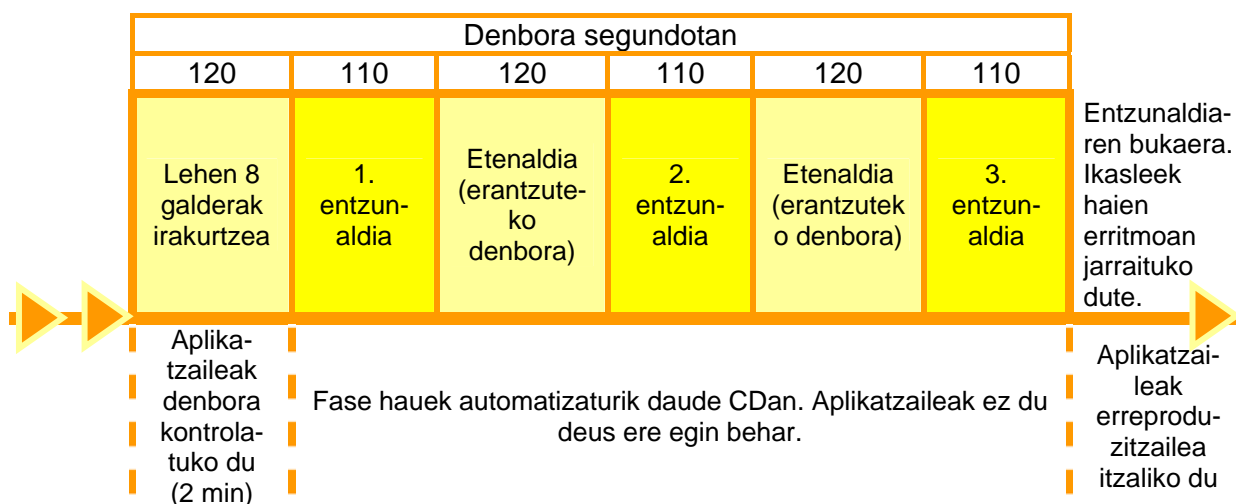 Denbora segundotan
120 110 120 110 120 110
Lehen 8
galderak
irakurtzea
1.
entzun-
aldia
Etenaldia
(erantzute-
ko
denbora)
2.
entzun-
aldia
Etenaldia
(erantzutek
o denbora)
3.
entzun-
aldia
Entzunaldia-
ren bukaera.
Ikasleek
haien
erritmoan
jarraituko
dute.
Aplika-
tzaileak
denbora
kontrola-
tuko du
(2 min)
Fase hauek automatizaturik daude CDan. Aplikatzaileak ez du
deus ere egin behar.
Aplikatzai-
leak
erreprodu-
zitzailea
itzaliko du